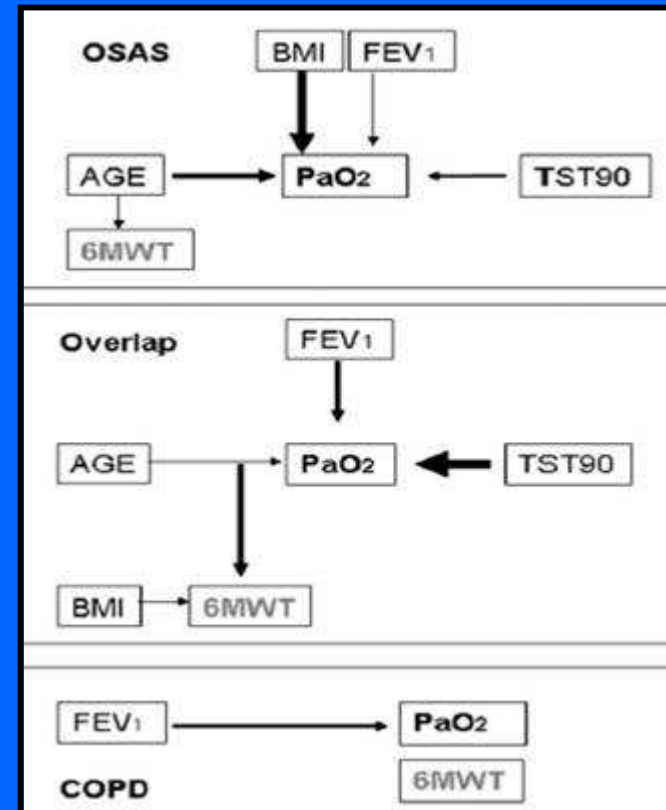 OSAS BMI FEV1
AGE PaO2 TST90
6MWT
Overlap FEV1
AGE PaO2 TST90
BMI 6MWT
FEV1 PaO2
6MWT
COPD